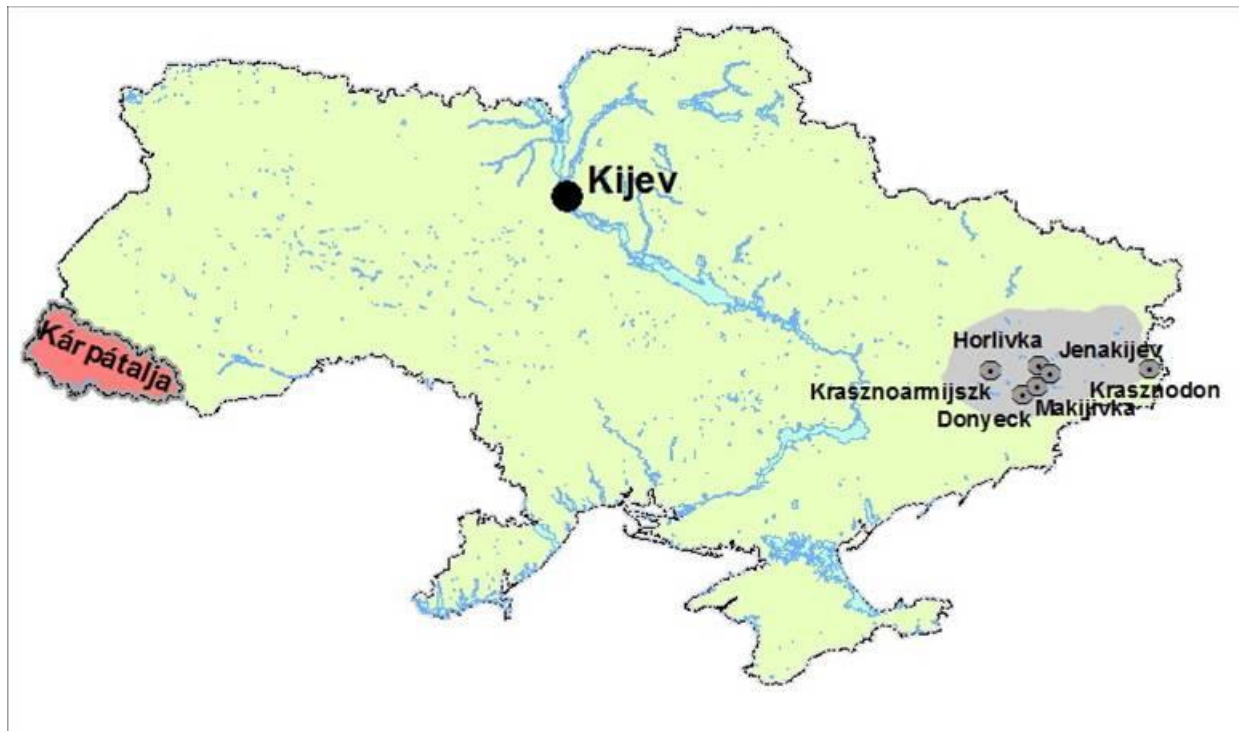 Kijev
Kárpátalja
Horlivka
Jenakijev
Krasznoarmijszk
Krasznodon
Donyeck
Makijivka